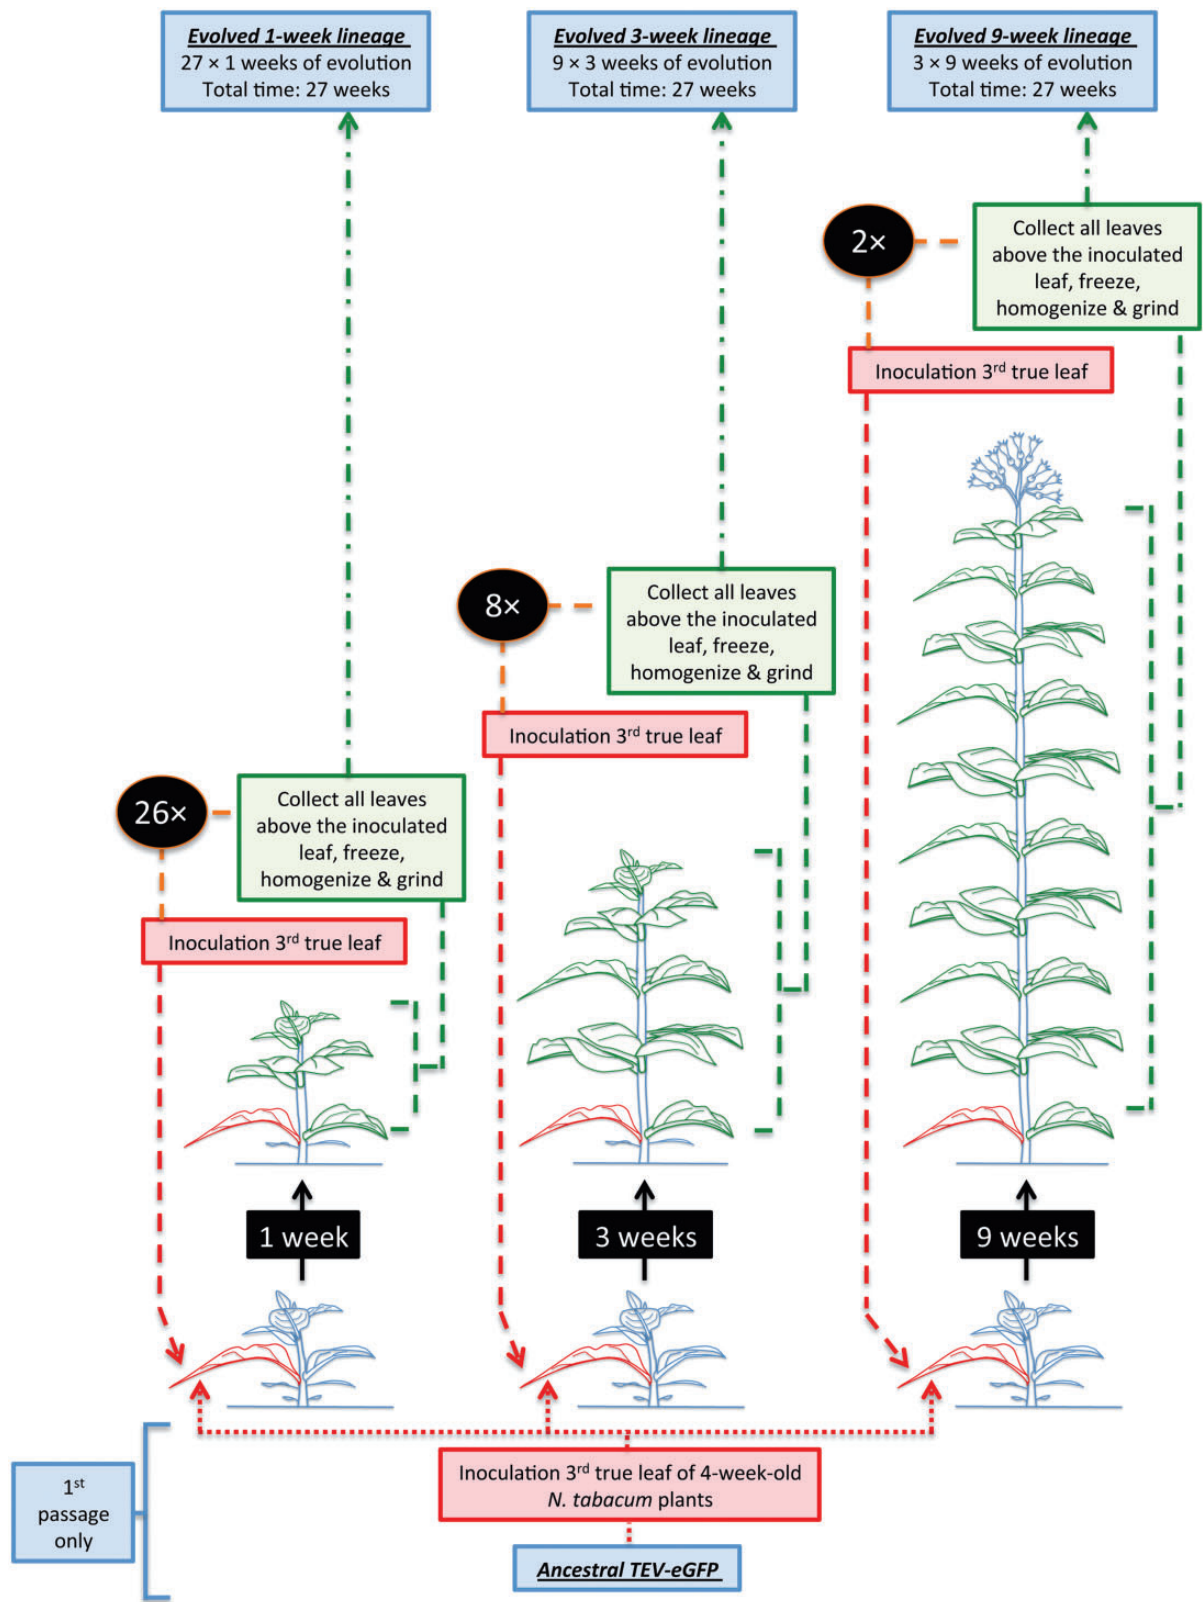 Evolved 1-week lineage
27 × 1 weeks of evolution
Total time: 27 weeks
Evolved 3-week lineage
9 × 3 weeks of evolution
Total time: 27 weeks
Evolved 9-week lineage
3 × 9 weeks of evolution
Total time: 27 weeks
2×
Collect all leaves
above the inoculated
leaf, freeze,
homogenize & grind
Inoculation 3rd true leaf
8×
Collect all leaves
above the inoculated
leaf, freeze,
homogenize & grind
Inoculation 3rd true leaf
26×
Collect all leaves
above the inoculated
leaf, freeze,
homogenize & grind
Inoculation 3rd true leaf
1 week
3 weeks
9 weeks
1st
passage
only
Inoculation 3rd true leaf of 4-week-old
N. tabacum plants
Ancestral TEV-eGFP